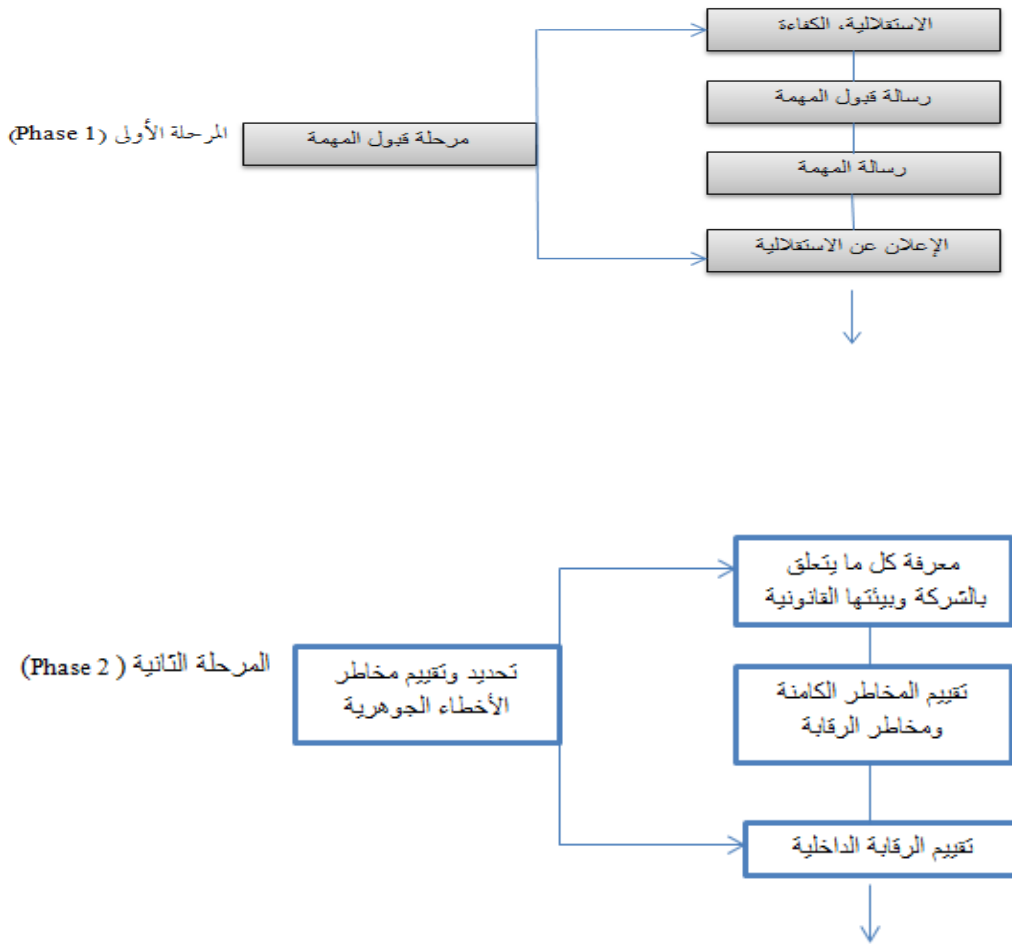 الاستقلالية، الكفاءة
رسالة قبول المهمة
المرحلة الأولى (Phase 1)
مرحلة قبول المهمة
رسالة المهمة
الإعلان عن الاستقلالية
معرفة كل ما يتعلق
بالشركة وبيئتها القانونية
المرحلة الثانية (Phase 2)
تحديد وتقييم مخاطر
الأخطاء الجوهرية
تقييم المخاطر الكامنة
ومخاطر الرقابة
تقييم الرقابة الداخلية